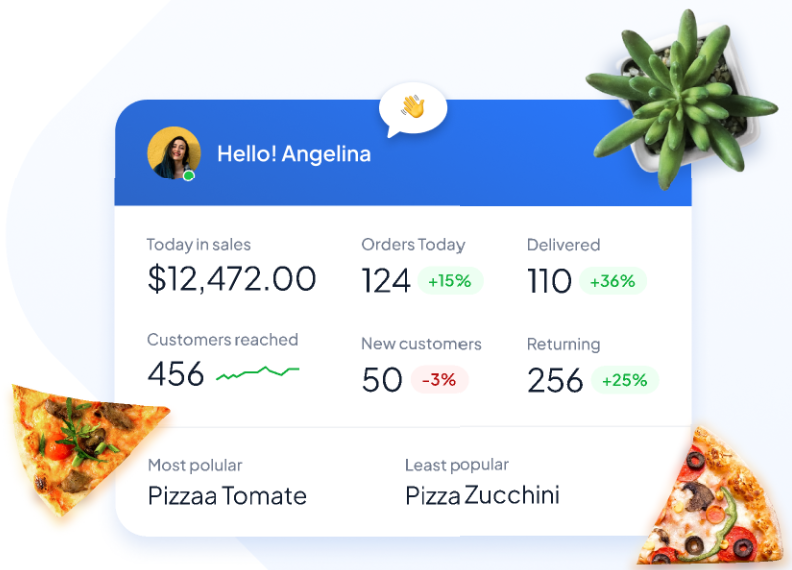 Hello! Angelina
Today in sales
Orders Today
Delivered
$12,472.00
124 +15%
110 +36%
Customers reached
New customers
Returning
456
50 -3%
256 +25%
Most polular
Least popular
Pizzaa Tomate
Pizza Zucchini